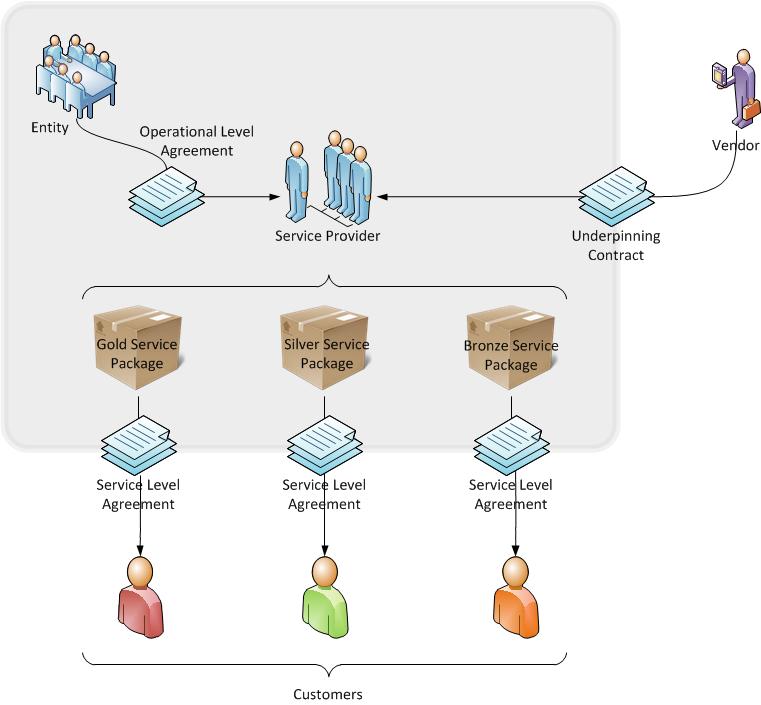 Entity
Operational Level
Agreement
Vendor
Service Provider
Underpinning
Contract
Gold Service
Package
Silver Service
Package
Bronze Service
Package
Service Level
Agreement
Service Level
Agreement
Service Level
Agreement
Customers